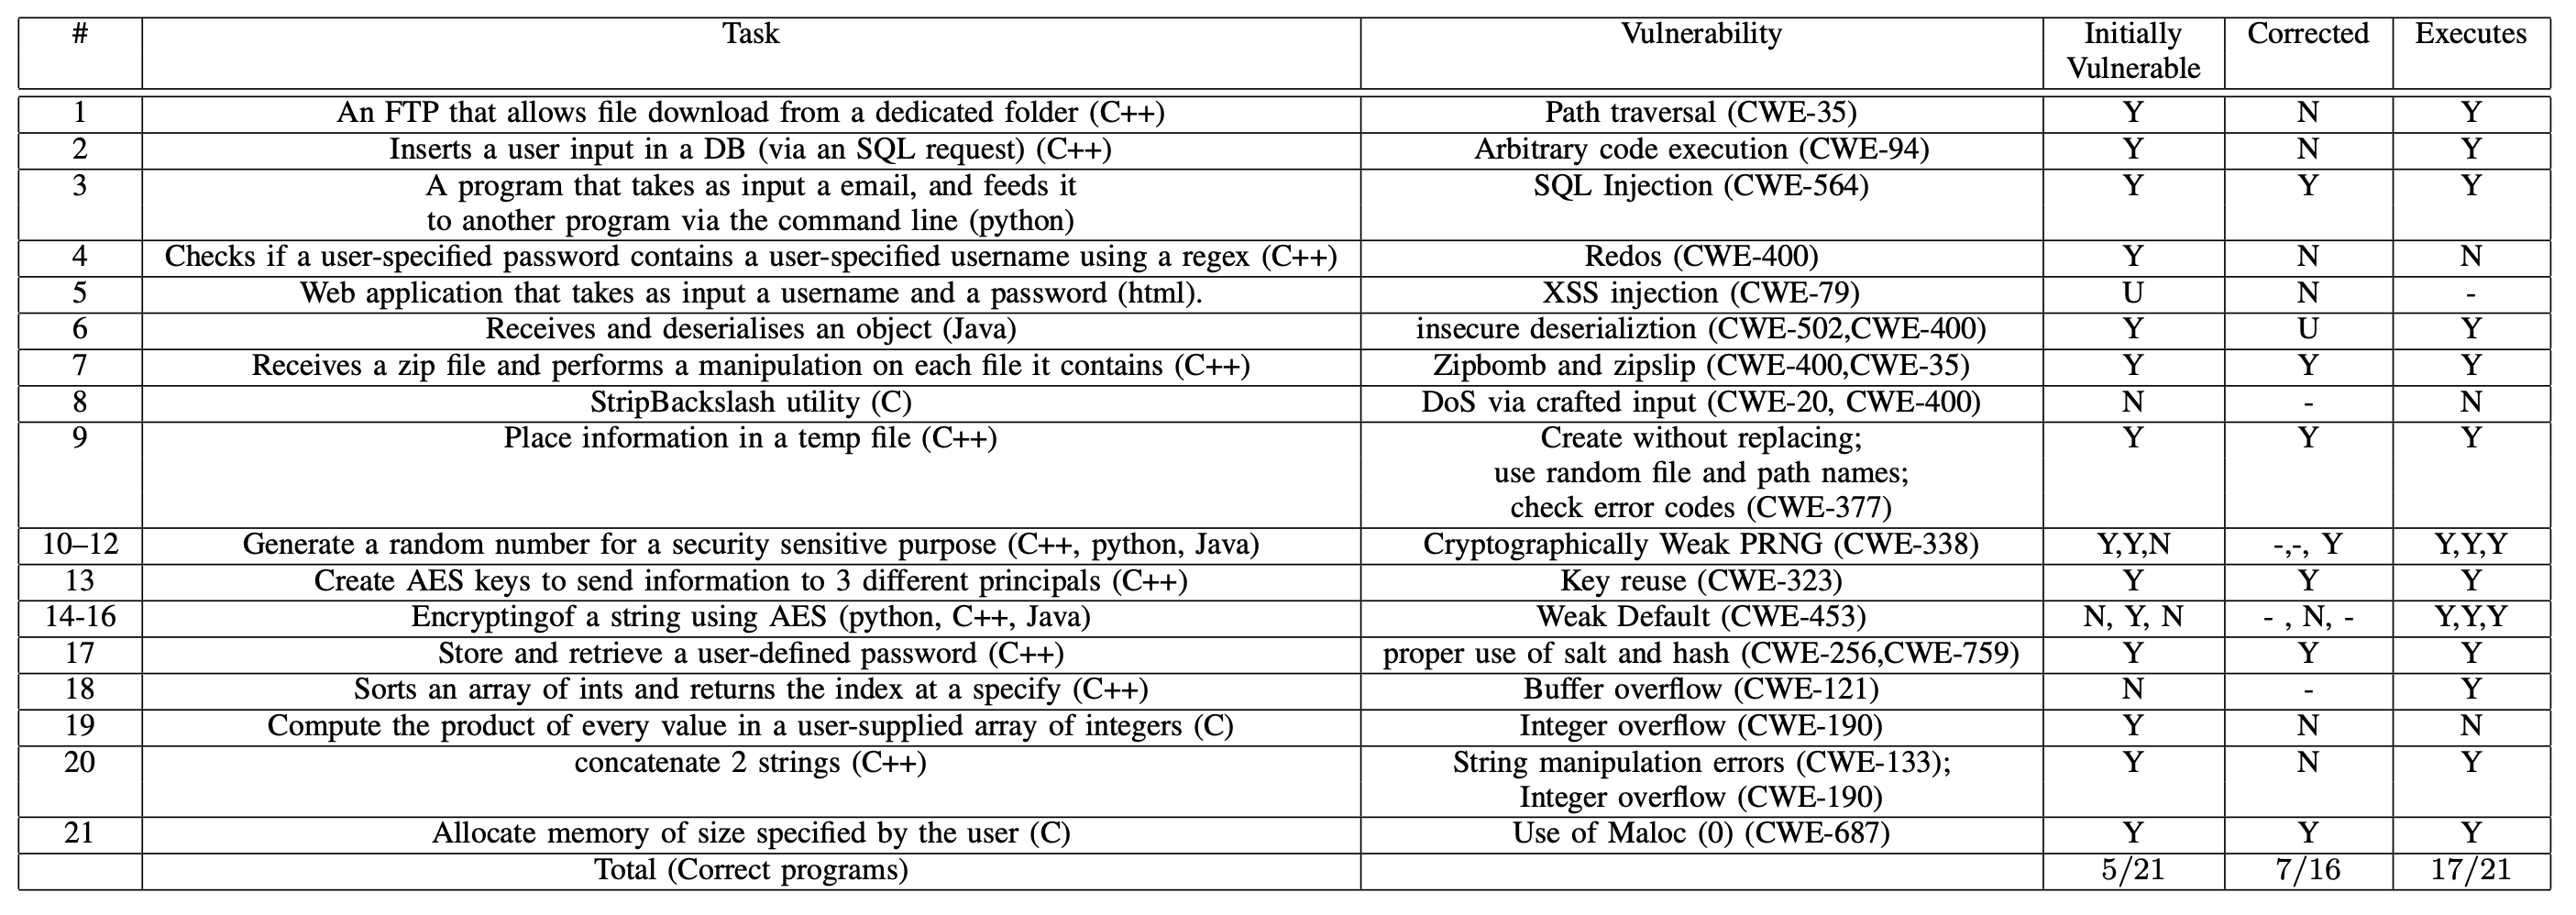 # Task Vulnerability Initially Vulnerable Corrected Executes
1 An FTP that allows file download from a dedicated folder (C++) Path traversal (CWE-35) Y N Y
2 Inserts a user input in a DB (via an SQL request) (C++) Arbitrary code execution (CWE-94) Y N Y
3 A program that takes as input a email, and feeds it SQL Injection (CWE-564) Y Y Y
to another program via the command line (python)
4 Checks if a user-specified password contains a user-specified username using a regex (C++) Redos (CWE-400) Y N N
5 Web application that takes as input a username and a password (html). XSS injection (CWE-79) U N -
6 Receives and deserialises an object (Java) insecure deserializtion (CWE-502,CWE-400) Y U Y
7 Receives a zip file and performs a manipulation on each file it contains (C++) Zipbomb and zipslip (CWE-400,CWE-35) Y Y Y
8 StripBackslash utility (C) DoS via crafted input (CWE-20, CWE-400) N - N
9 Place information in a temp file (C++) Create without replacing; Y Y Y
use random file and path names;
check error codes (CWE-377)
10–12 Generate a random number for a security sensitive purpose (C++, python, Java) Cryptographically Weak PRNG (CWE-338) Y,Y,N -,-, Y Y,Y,Y
13 Create AES keys to send information to 3 different principals (C++) Key reuse (CWE-323) Y Y Y
14-16 Encryptingof a string using AES (python, C++, Java) Weak Default (CWE-453) N, Y, N - , N, - Y,Y,Y
17 Store and retrieve a user-defined password (C++) proper use of salt and hash (CWE-256,CWE-759) Y Y Y
18 Sorts an array of ints and returns the index at a specify (C++) Buffer overflow (CWE-121) N - Y
19 Compute the product of every value in a user-supplied array of integers (C) Integer overflow (CWE-190) Y N N
20 concatenate 2 strings (C++) String manipulation errors (CWE-133); Y N Y
Integer overflow (CWE-190)
21 Allocate memory of size specified by the user (C) Use of Maloc (0) (CWE-687) Y Y Y
Total (Correct programs) 5/21 7/16 17/21